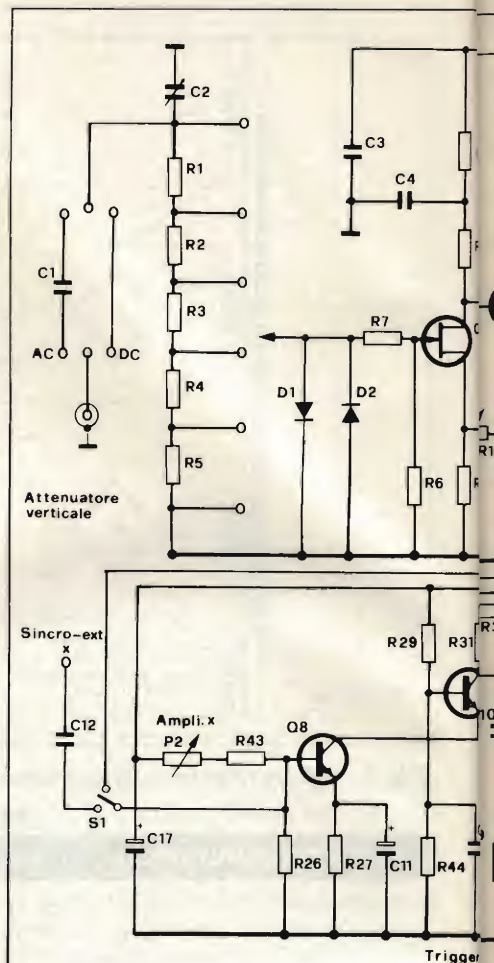 C2
R1
C3
C4
R2
C1
R3
R7
AC
DC
D1
D2
R4
R5
R6
R1
Attenuatore
verticale
Sincro-ext.
x
R29
R31
C12
Ampli. x
Q8
P2
R43
S1
C17
R26
R27
C11
R44
Trigger